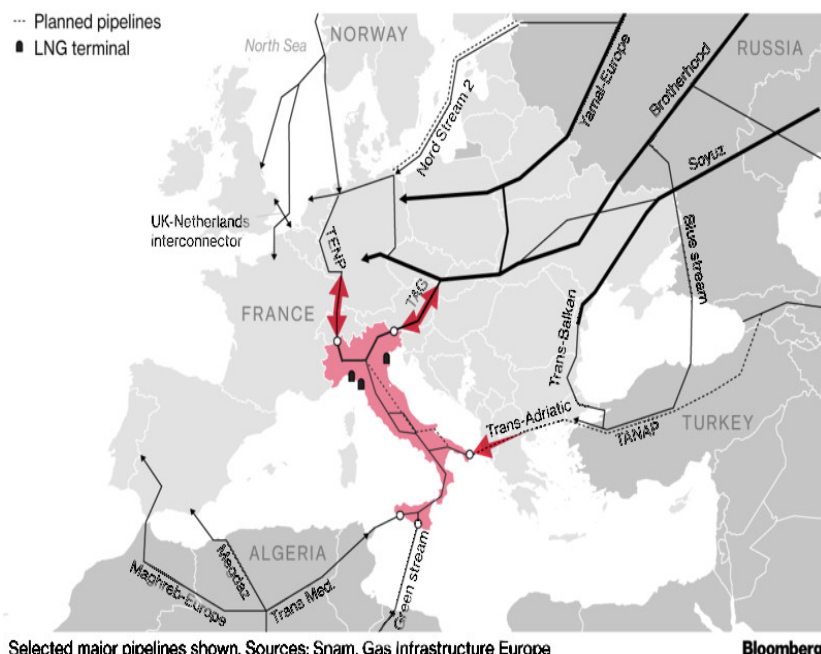 Planned pipelines
LNG terminal
North Sea
NORWAY
RUSSIA
Nord Stream 2
Yamal-Europe
Brotherhood
Soyuz
UK-Netherlands
interconnector
TENP
TAG
FRANCE
Blue stream
Trans-Balkan
Trans-Adriatic
TANAP
TURKEY
ALGERIA
Maghreb-Europe
Medgaz
Trans Med.
Green stream
Selected major pipelines shown. Sources: Snam, Gas Infrastructure Europe
Bloomberg